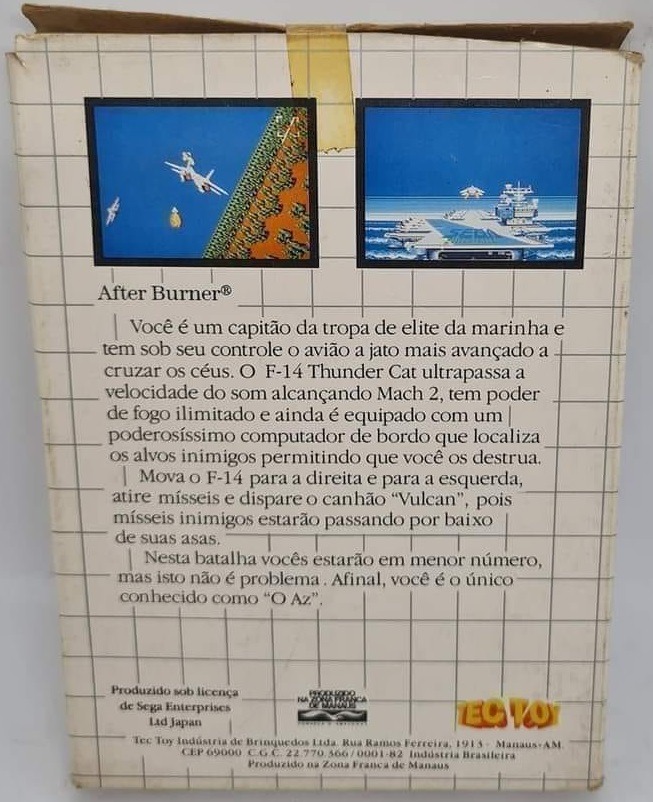 SEGA
After Burner®
Você é um capitão da tropa de elite da marinha e
tem sob seu controle o avião a jato mais avançado a
cruzar os céus. O F-14 Thunder Cat ultrapassa a
velocidade do som alcançando Mach 2, tem poder
de fogo ilimitado e ainda é equipado com um
poderosíssimo computador de bordo que localiza
os alvos inimigos permitindo que você os destrua.
Mova o F-14 para a direita e para a esquerda,
atire mísseis e dispare o canhão "Vulcan", pois
mísseis inimigos estarão passando por baixo
de suas asas.
Nesta batalha vocês estarão em menor número,
mas isto não é problema. Afinal, você é o único
conhecido como "O Az".
Produzido sob licença
de Sega Enterprises
Ltd Japan
PRODUZIDO
NA ZONA FRANCA
DE MANAUS
TEC TOY
Tec Toy Indústria de Brinquedos Ltda. Rua Ramos Ferreira, 1913 - Manaus-AM
CEP 69000 C.G.C. 22.770.366/0001-82 Indústria Brasileira
Produzido na Zona Franca de Manaus